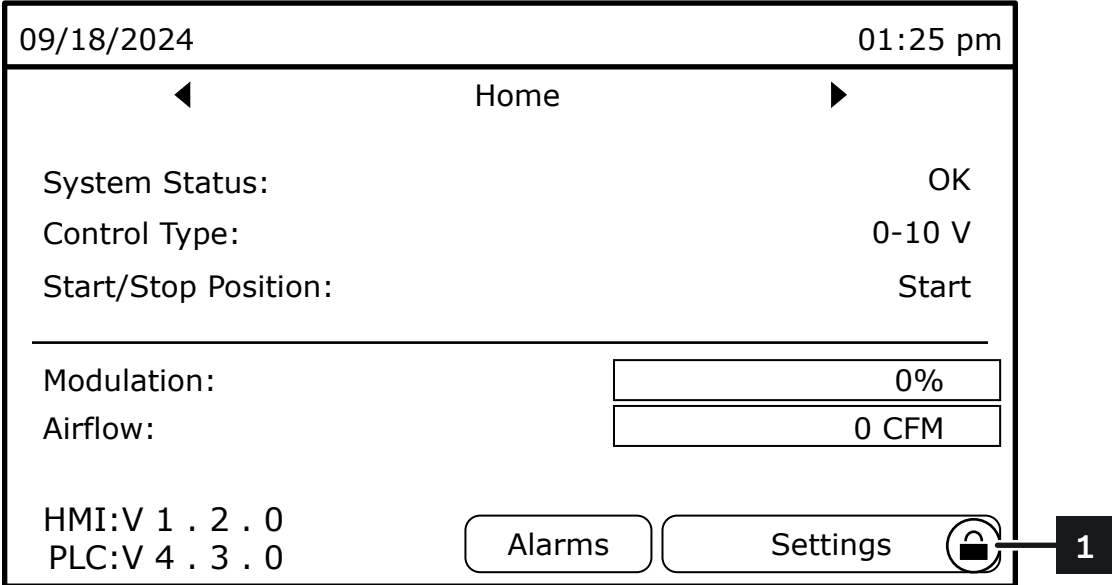 09/18/2024 01:25 pm
Home
System Status: OK
Control Type: 0-10 V
Start/Stop Position: Start
Modulation: 0%
Airflow: 0 CFM
HMI:V 1 . 2 . 0
PLC:V 4 . 3 . 0
Alarms Settings 1